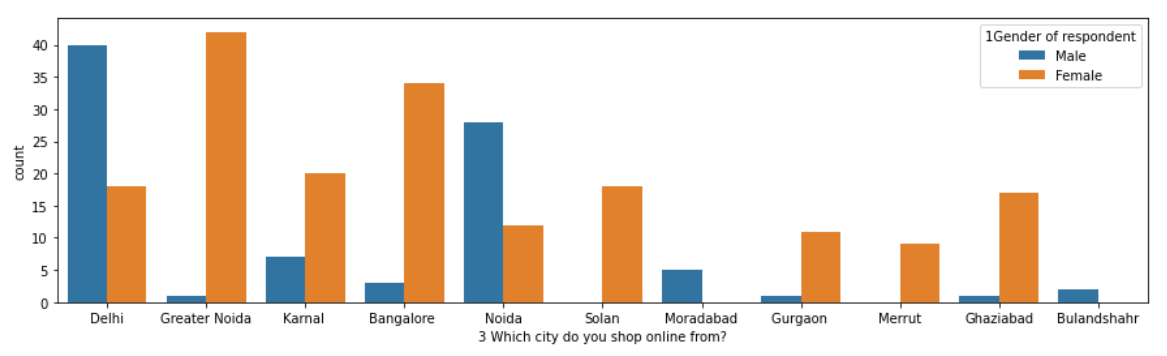 1Gender of respondent
Male
Female
count
40
35
30
25
20
15
10
5
0
Delhi Greater Noida Karnal Bangalore Noida Solan Moradabad Gurgaon Merrut Ghaziabad Bulandshahr
3 Which city do you shop online from?